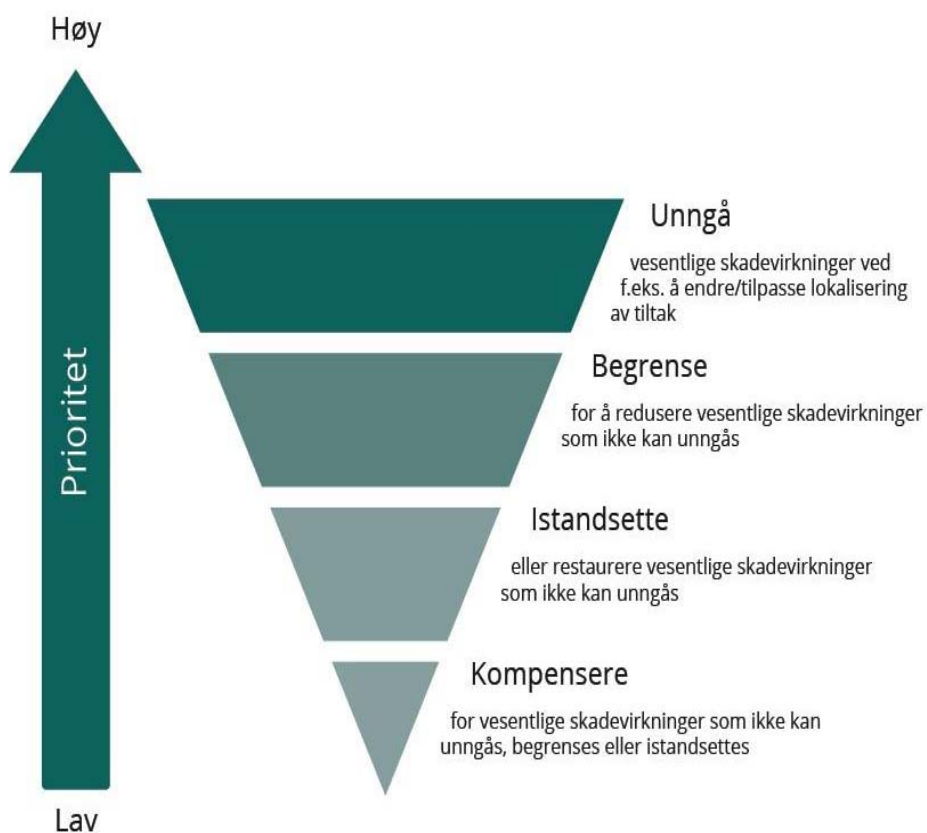 Høy
Prioritet
Unngå
vesentlige skadevirkninger ved
f.eks. å endre/tilpasse lokalisering
av tiltak
Begrense
for å redusere vesentlige skadevirkninger
som ikke kan unngås
Istandsette
eller restaurere vesentlige skadevirkninger
som ikke kan unngås
Kompensere
for vesentlige skadevirkninger som ikke kan
unngås, begrenses eller istandsettes
Lav